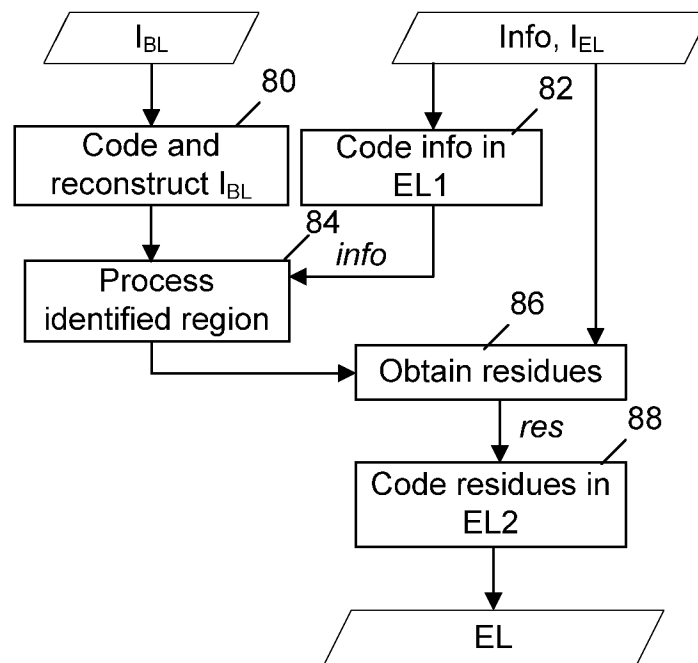 I_BL
Info, I_EL
80
82
Code and
reconstruct I_BL
Code info in
EL1
84
info
Process
identified region
86
Obtain residues
res
88
Code residues in
EL2
EL